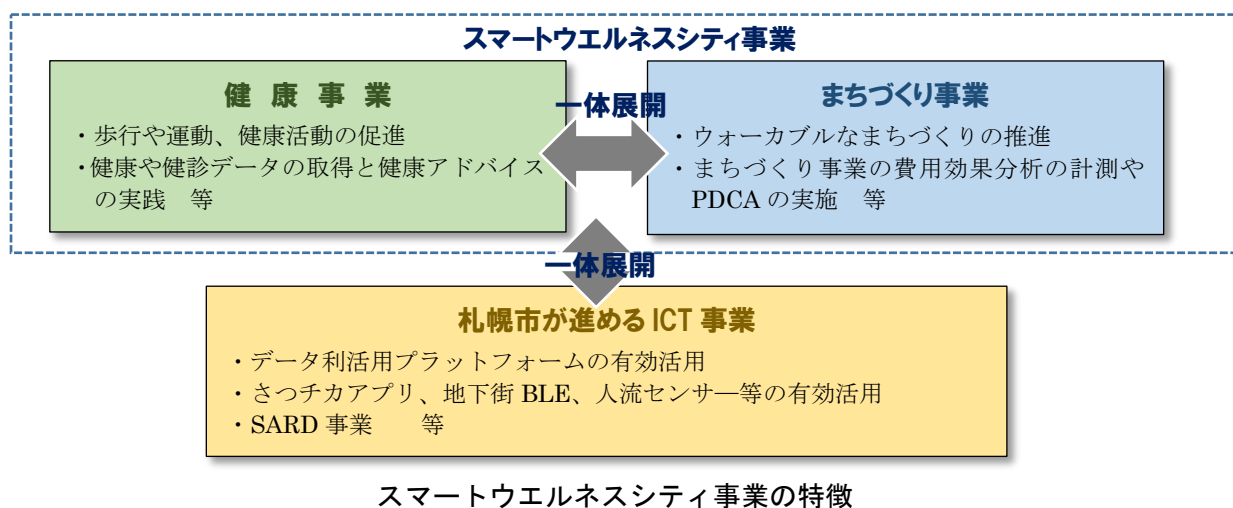 スマートウエルネスシティ事業
健康事業
・歩行や運動、健康活動の促進
・健康や健診データの取得と健康アドバイス
の実践　等
一体展開
まちづくり事業
・ウォーカブルなまちづくりの推進
・まちづくり事業の費用効果分析の計測や
PDCA の実施　等
一体展開
札幌市が進める ICT 事業
・データ利活用プラットフォームの有効活用
・さつチカアプリ、地下街 BLE、人流センサ―等の有効活用
・SARD 事業　　等
スマートウエルネスシティ事業の特徴